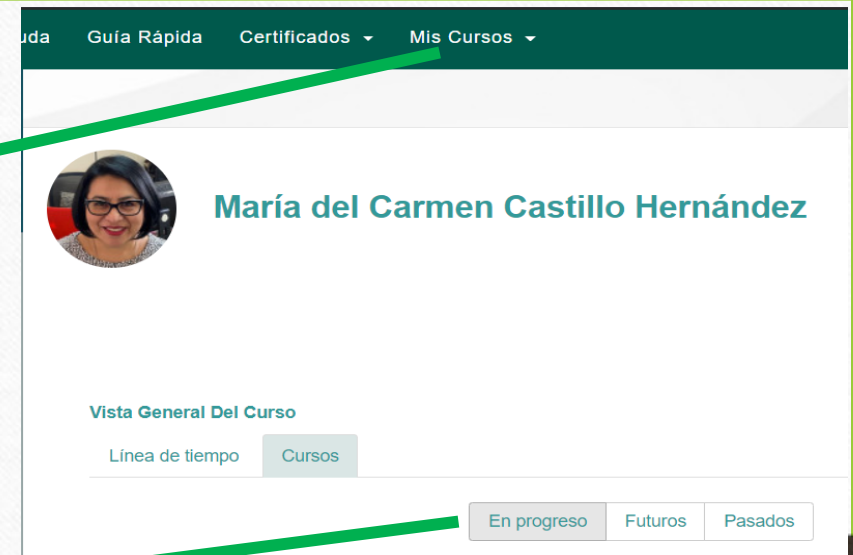 Guía Rápida Certificados Mis Cursos
María del Carmen Castillo Hernández
Vista General Del Curso
Línea de tiempo Cursos
En progreso Futuros Pasados